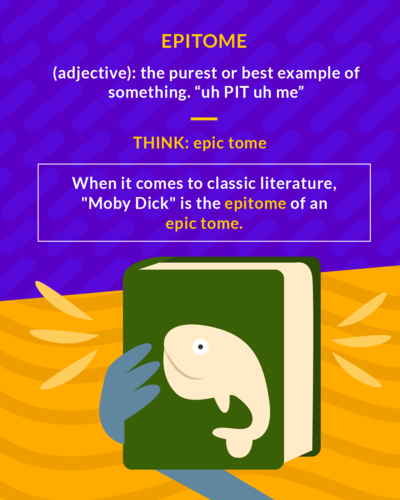 EPITOME
(adjective): the purest or best example of
something. “uh PIT uh me”
THINK: epic tome
When it comes to classic literature,
"Moby Dick" is the epitome of an
epic tome.